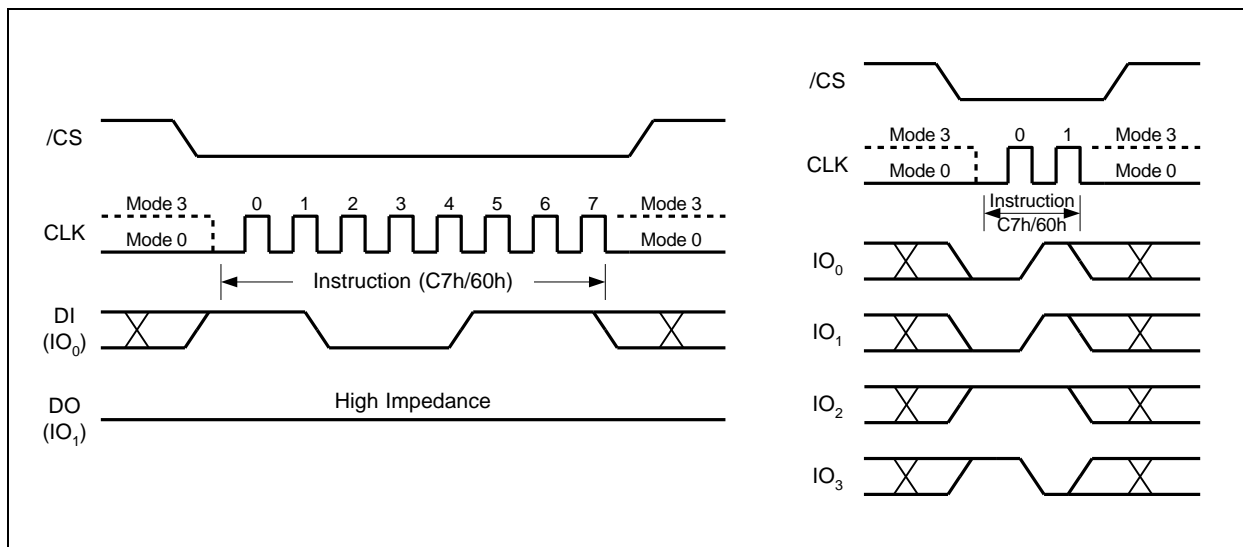 /CS
Mode 3 0 1 2 3 4 5 6 7 Mode 3
CLK Mode 0 Mode 0
Instruction (C7h/60h)
DI
(IO₀)
High Impedance
DO
(IO₁)
/CS
Mode 3 0 1 Mode 3
CLK Mode 0 Mode 0
Instruction
C7h/60h
IO₀
IO₁
IO₂
IO₃